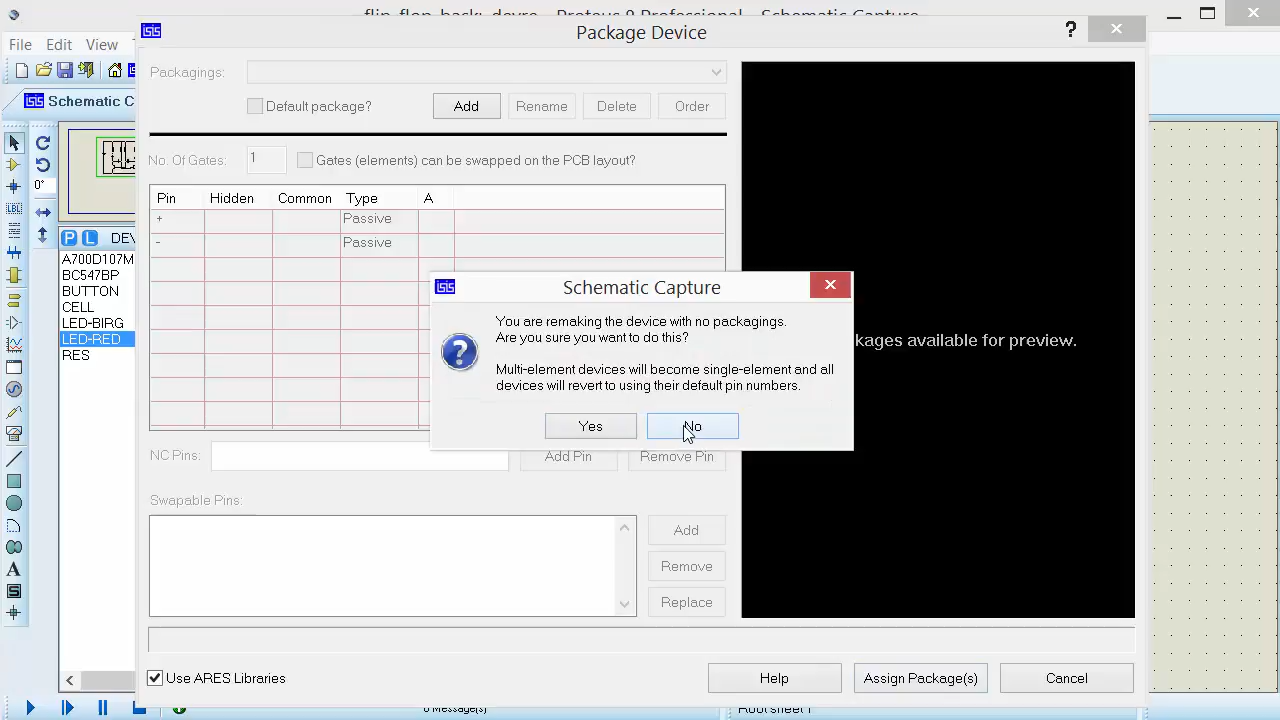 Package Device
File Edit View
Packagings:
Default package?
Add Rename Delete Order
Schematic C
No. Of Gates: 1 Gates (elements) can be swapped on the PCB layout?
0°
Pin Hidden Common Type A
+ Passive
- Passive
P L DEV
A700D107M
BC547BP
BUTTON
CELL
LED-BIRG
LED-RED
RES
Schematic Capture
You are remaking the device with no packagings.
Are you sure you want to do this?
Multi-element devices will become single-element and all
devices will revert to using their default pin numbers.
Yes No
kages available for preview.
NC Pins: Add Pin Remove Pin
Swapable Pins:
Add
Remove
Replace
Use ARES Libraries
Help Assign Package(s) Cancel